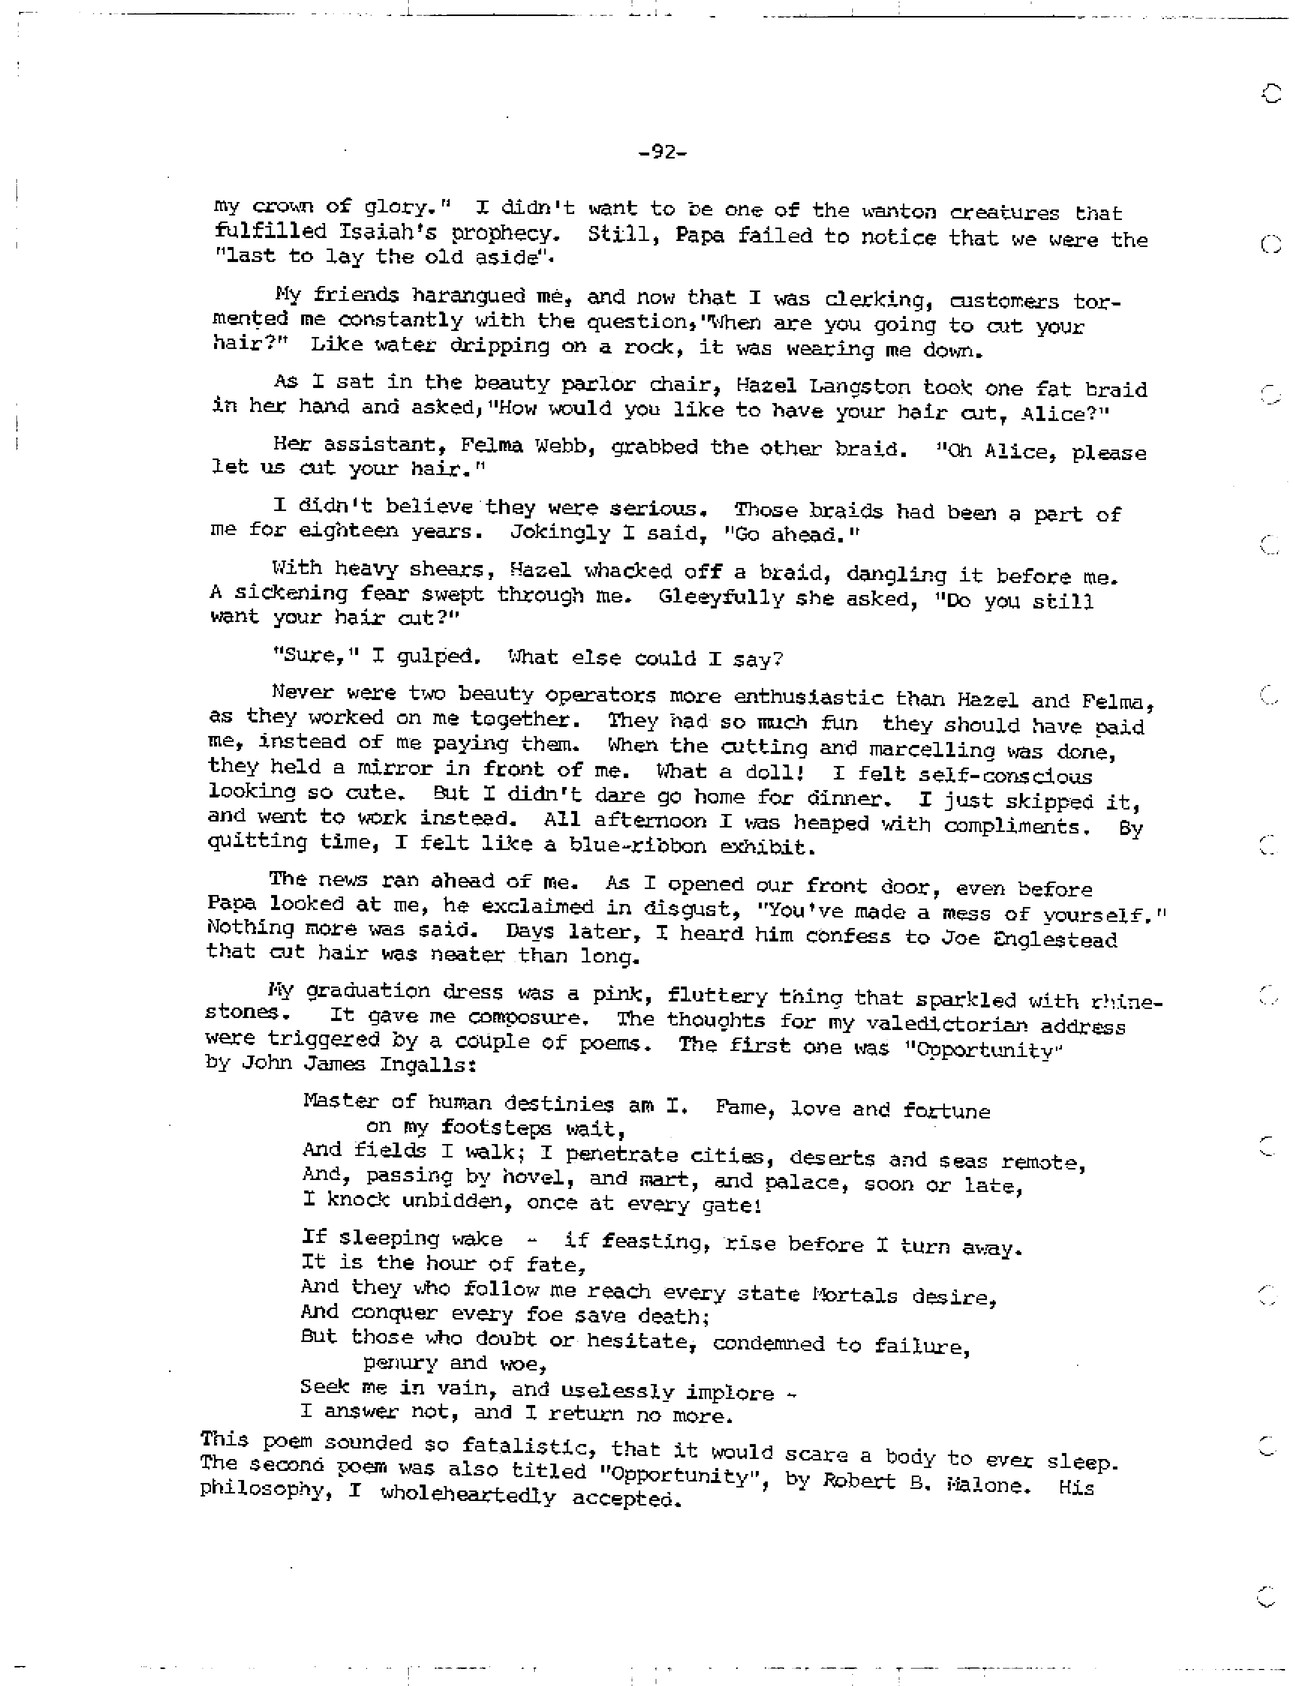 -92-
my crown of glory."  I didn't want to be one of the wanton creatures that
fulfilled Isaiah's prophecy.  Still, Papa failed to notice that we were the
"last to lay the old aside".
My friends harangued me, and now that I was clerking, customers tor-
mented me constantly with the question,"When are you going to cut your
hair?"  Like water dripping on a rock, it was wearing me down.
As I sat in the beauty parlor chair, Hazel Langston took one fat braid
in her hand and asked,"How would you like to have your hair cut, Alice?"
Her assistant, Felma Webb, grabbed the other braid.  "Oh Alice, please
let us cut your hair."
I didn't believe they were serious.  Those braids had been a part of
me for eighteen years.  Jokingly I said, "Go ahead."
With heavy shears, Hazel whacked off a braid, dangling it before me.
A sickening fear swept through me.  Gleeyfully she asked, "Do you still
want your hair cut?"
"Sure," I gulped.  What else could I say?
Never were two beauty operators more enthusiastic than Hazel and Felma,
as they worked on me together.  They had so much fun  they should have paid
me, instead of me paying them.  When the cutting and marcelling was done,
they held a mirror in front of me.  What a doll!  I felt self-conscious
looking so cute.  But I didn't dare go home for dinner.  I just skipped it,
and went to work instead.  All afternoon I was heaped with compliments.  By
quitting time, I felt like a blue-ribbon exhibit.
The news ran ahead of me.  As I opened our front door, even before
Papa looked at me, he exclaimed in disgust, "You've made a mess of yourself."
Nothing more was said.  Days later, I heard him confess to Joe Englestead
that cut hair was neater than long.
My graduation dress was a pink, fluttery thing that sparkled with rhine-
stones.  It gave me composure.  The thoughts for my valedictorian address
were triggered by a couple of poems.  The first one was "Opportunity"
by John James Ingalls:
Master of human destinies am I.  Fame, love and fortune
on my footsteps wait,
And fields I walk; I penetrate cities, deserts and seas remote,
And, passing by hovel, and mart, and palace, soon or late,
I knock unbidden, once at every gate!
If sleeping wake  -  if feasting, rise before I turn away.
It is the hour of fate,
And they who follow me reach every state Mortals desire,
And conquer every foe save death;
But those who doubt or hesitate, condemned to failure,
penury and woe,
Seek me in vain, and uselessly implore -
I answer not, and I return no more.
This poem sounded so fatalistic, that it would scare a body to ever sleep.
The second poem was also titled "Opportunity", by Robert B. Malone.  His
philosophy, I wholeheartedly accepted.